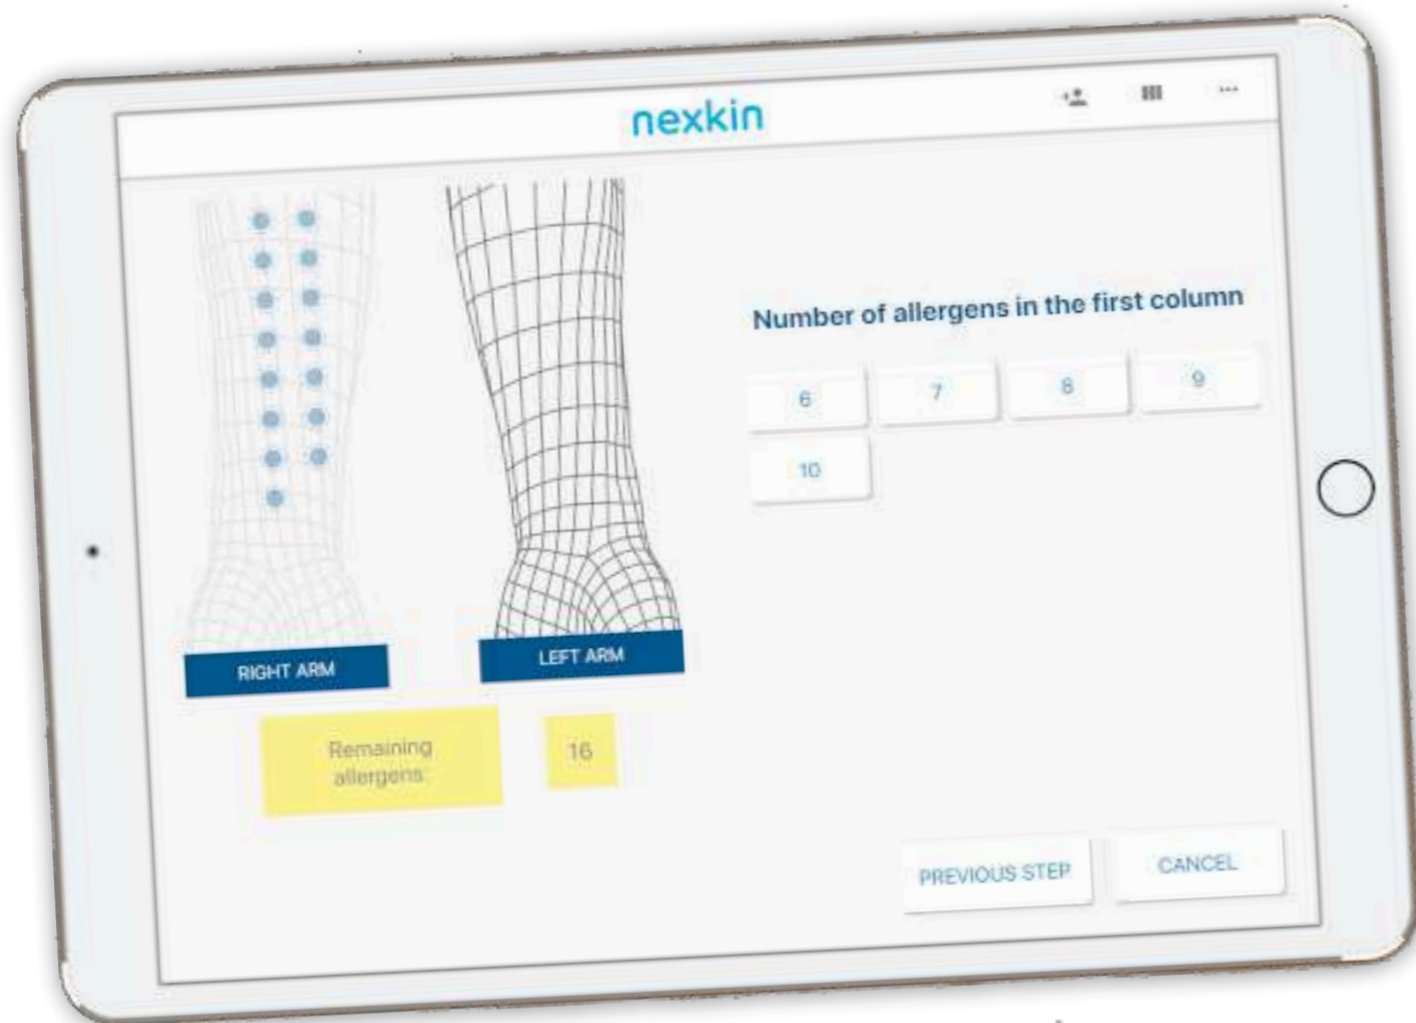 nexkin
Number of allergens in the first column
6
7
8
9
10
RIGHT ARM
LEFT ARM
Remaining
allergens:
16
PREVIOUS STEP
CANCEL